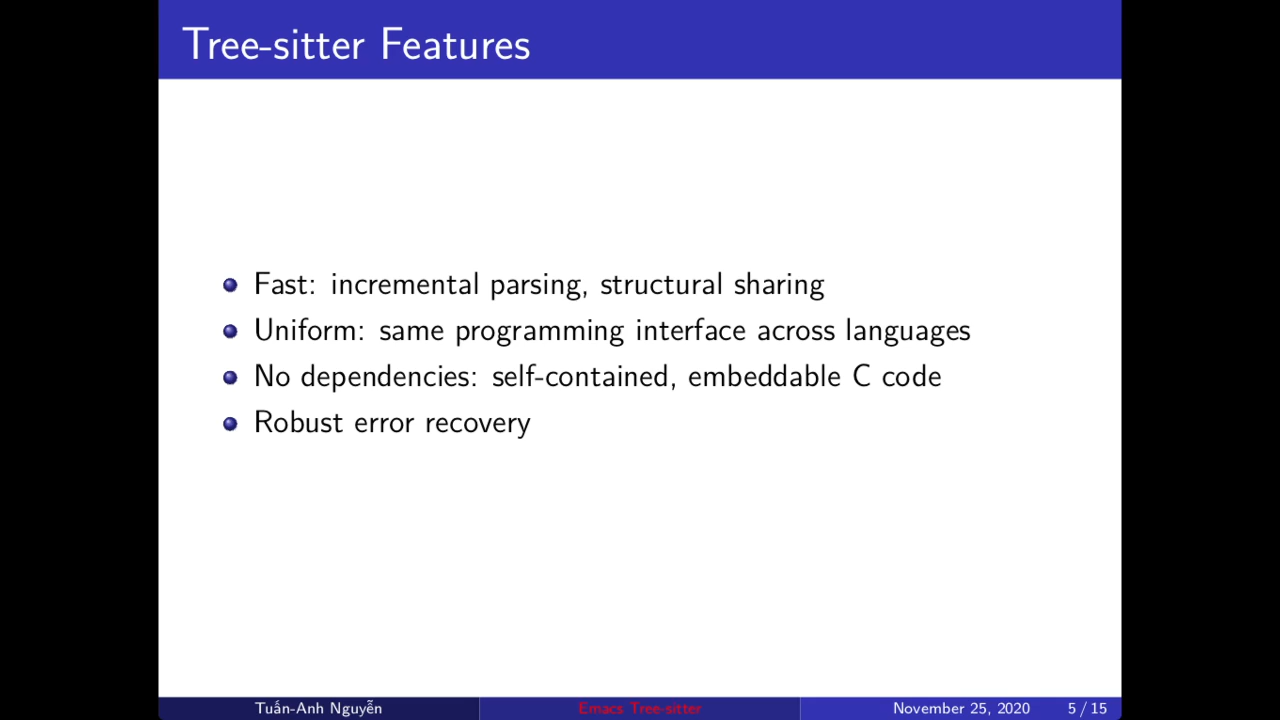 Tree-sitter Features
Fast: incremental parsing, structural sharing
Uniform: same programming interface across languages
No dependencies: self-contained, embeddable C code
Robust error recovery
Tuấn-Anh Nguyễn
Emacs Tree-sitter
November 25, 2020
5 / 15